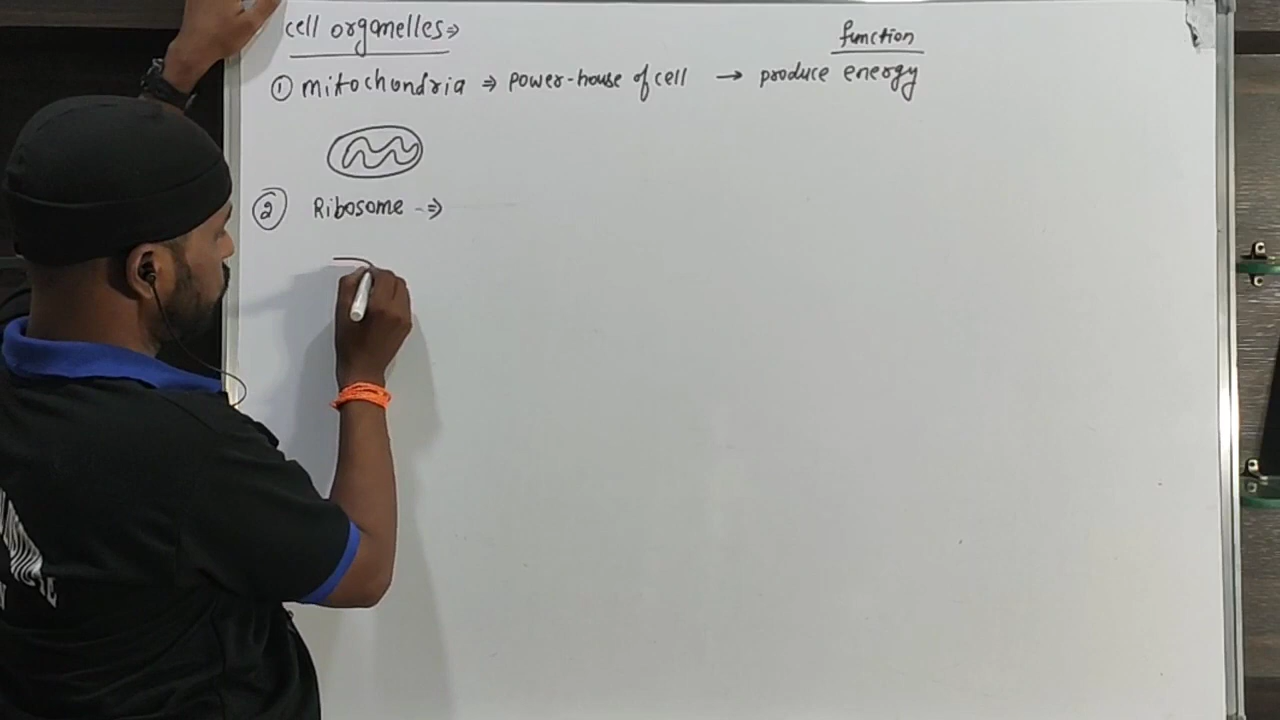 cell organelles ⇒
function
① mitochondria ⇒ power-house of cell → produce energy
② Ribosome ⇒